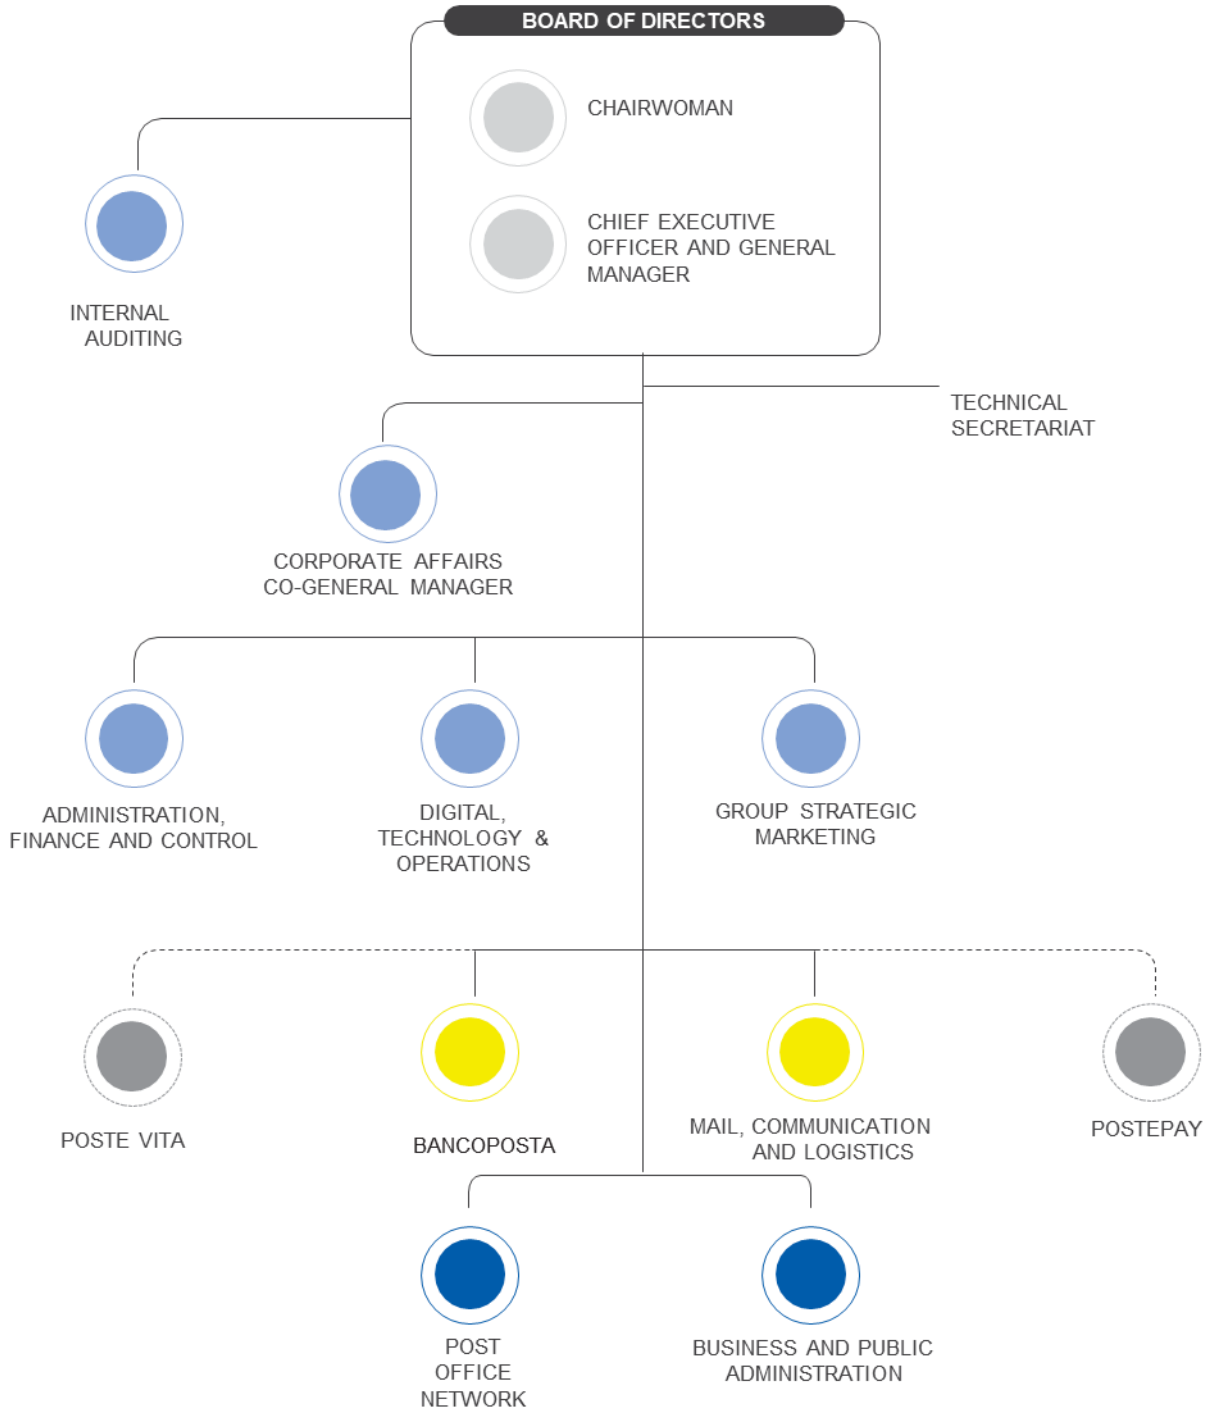 BOARD OF DIRECTORS
CHAIRWOMAN
CHIEF EXECUTIVE
OFFICER AND GENERAL
MANAGER
INTERNAL
AUDITING
TECHNICAL
SECRETARIAT
CORPORATE AFFAIRS
CO-GENERAL MANAGER
ADMINISTRATION,
FINANCE AND CONTROL
DIGITAL,
TECHNOLOGY &
OPERATIONS
GROUP STRATEGIC
MARKETING
POSTE VITA
BANCOPOSTA
MAIL, COMMUNICATION
AND LOGISTICS
POSTEPAY
POST
OFFICE
NETWORK
BUSINESS AND PUBLIC
ADMINISTRATION